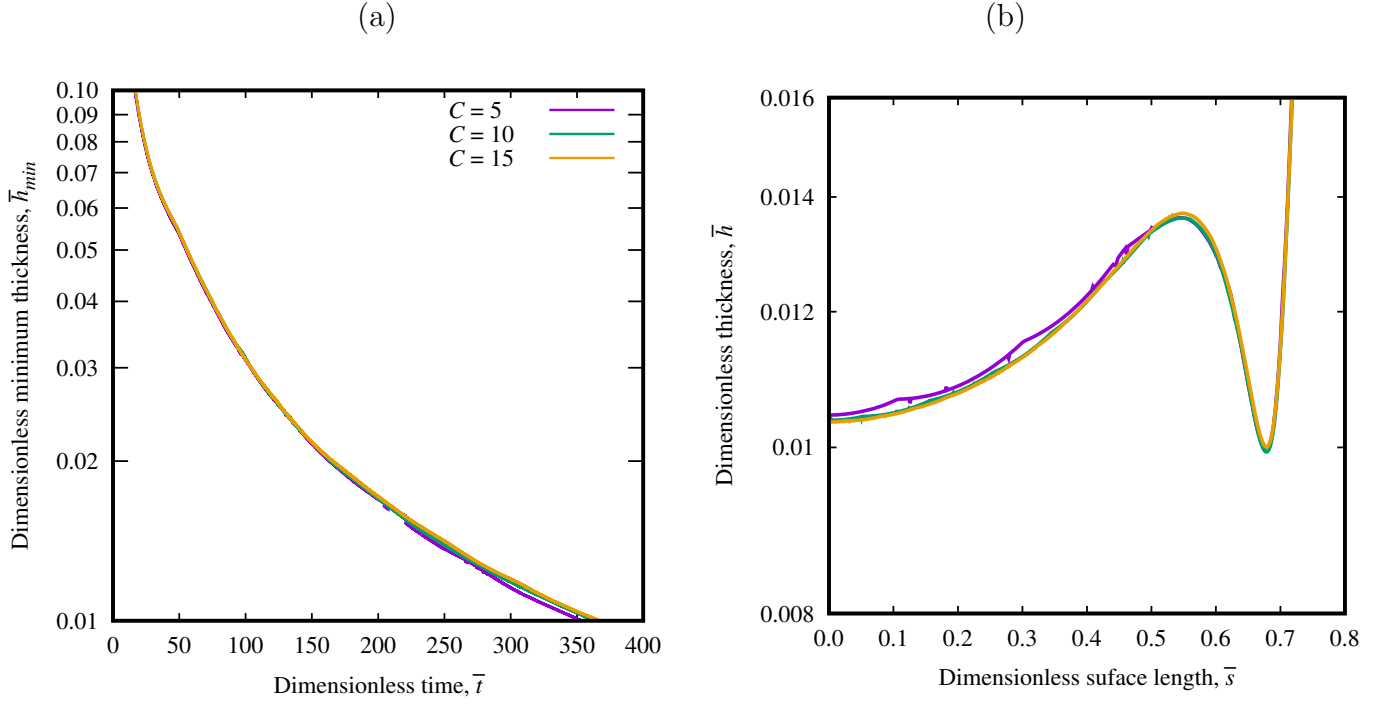 (a)
(b)
Dimensionless minimum thickness, h̅min
0.10
0.09
0.08
0.07
0.06
0.05
0.04
0.03
0.02
0.01
C = 5
C = 10
C = 15
0 50 100 150 200 250 300 350 400
Dimensionless time, t̅
Dimensionless thickness, h̅
0.016
0.014
0.012
0.01
0.008
0.0 0.1 0.2 0.3 0.4 0.5 0.6 0.7 0.8
Dimensionless suface length, s̅